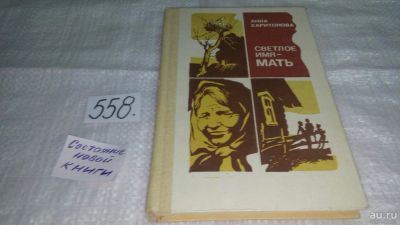 АННА
ХАРИТОНОВА
СВЕТЛОЕ
ИМЯ –
МАТЬ
558.
Состояние
новой
книги
au.ru